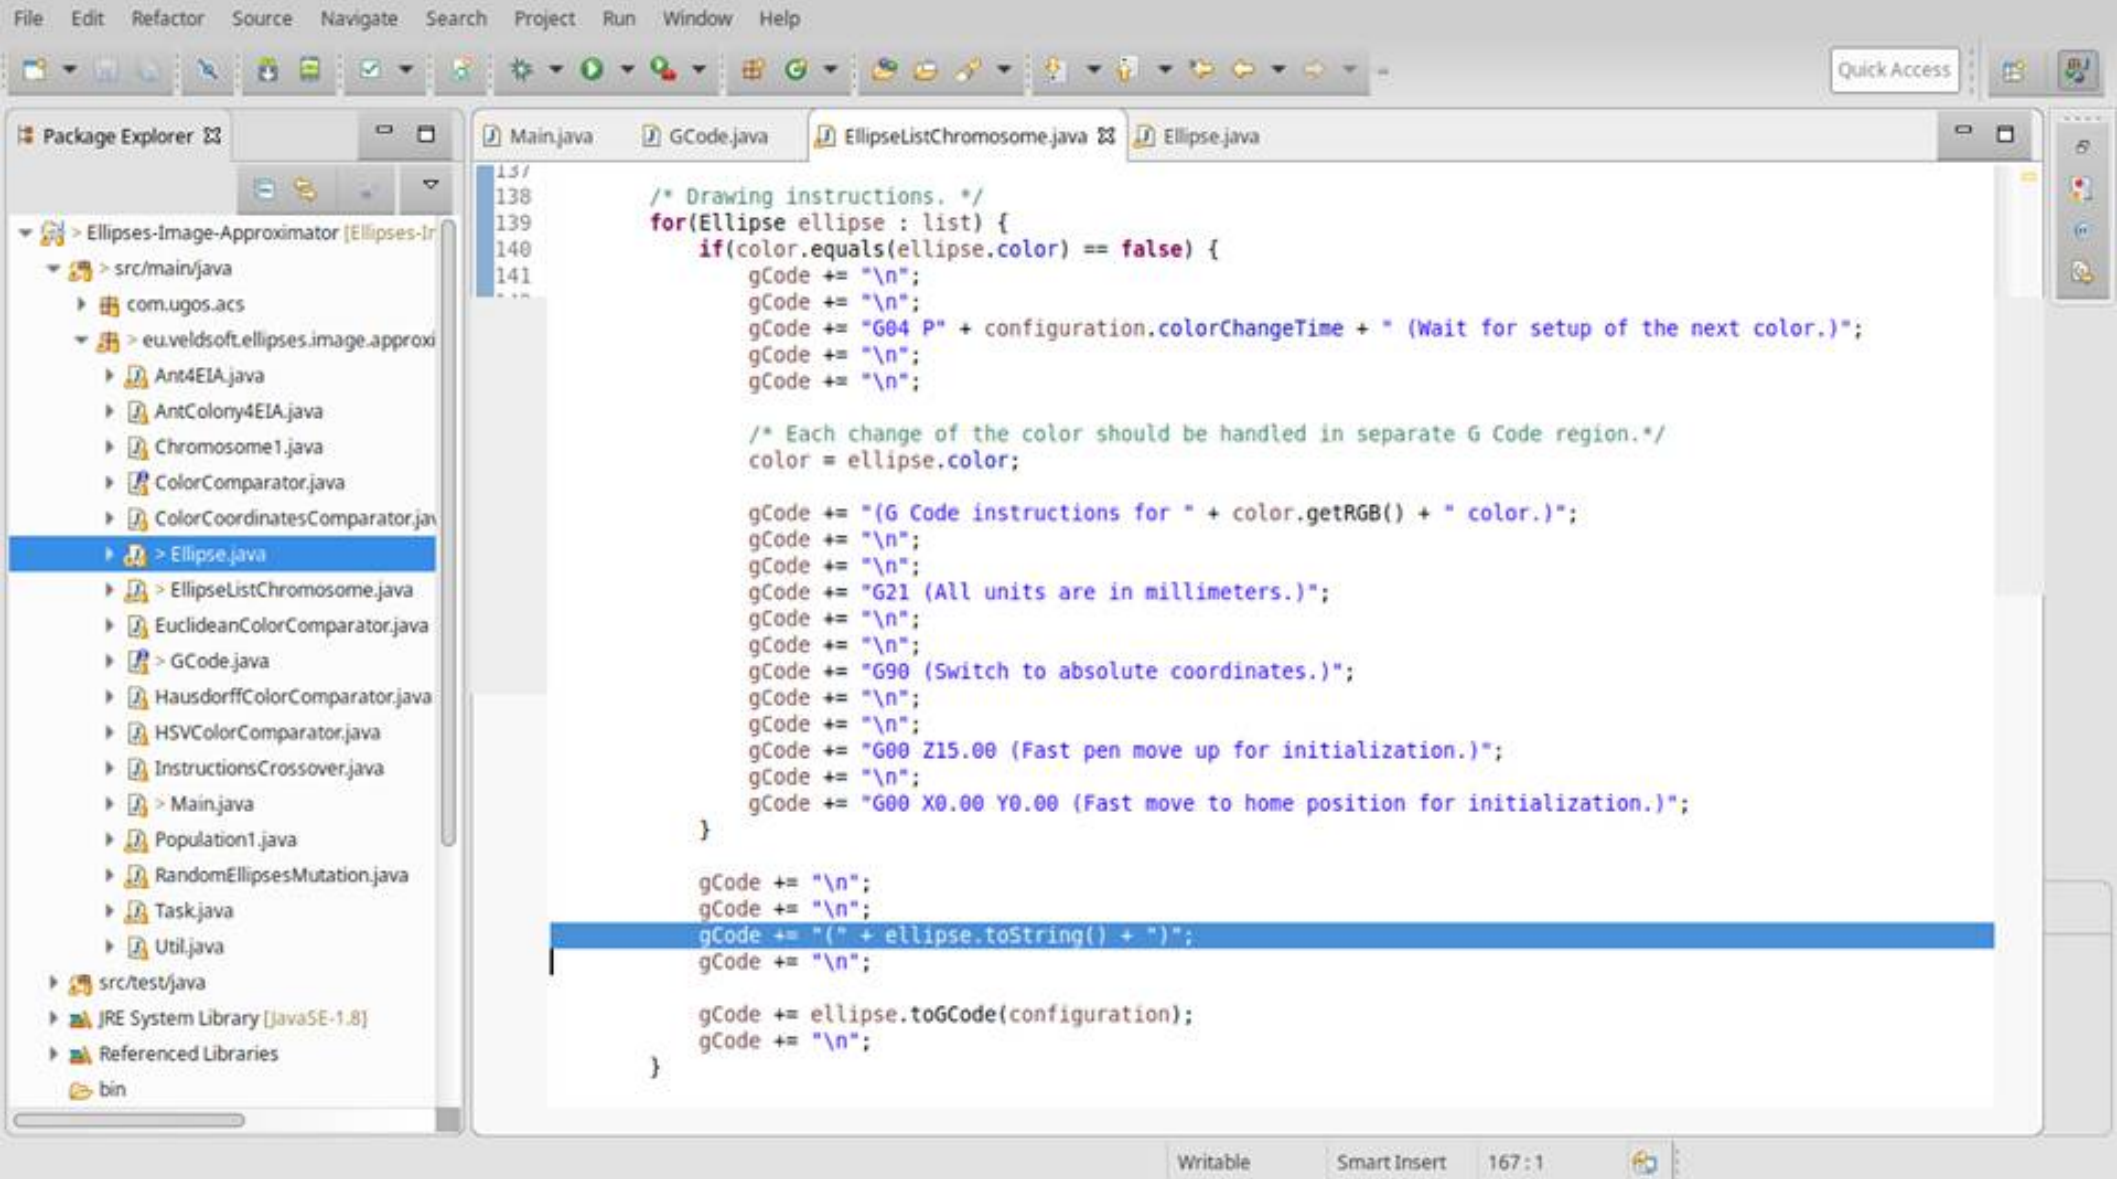 File Edit Refactor Source Navigate Search Project Run Window Help
Quick Access
Package Explorer
Main.java GCode.java EllipseListChromosome.java Ellipse.java
> Ellipses-Image-Approximator [Ellipses-Ir
> src/main/java
com.ugos.acs
> eu.veldsoft.ellipses.image.approxi
Ant4EIA.java
AntColony4EIA.java
Chromosome1.java
ColorComparator.java
ColorCoordinatesComparator.jav
> Ellipse.java
> EllipseListChromosome.java
EuclideanColorComparator.java
> GCode.java
HausdorffColorComparator.java
HSVColorComparator.java
InstructionsCrossover.java
> Main.java
Population1.java
RandomEllipsesMutation.java
Task.java
Util.java
src/test/java
JRE System Library [JavaSE-1.8]
Referenced Libraries
bin
137
138 /* Drawing instructions. */
139 for(Ellipse ellipse : list) {
140 if(color.equals(ellipse.color) == false) {
141 gCode += "\n";
gCode += "\n";
gCode += "G04 P" + configuration.colorChangeTime + " (Wait for setup of the next color.)";
gCode += "\n";
gCode += "\n";
/* Each change of the color should be handled in separate G Code region.*/
color = ellipse.color;
gCode += "(G Code instructions for " + color.getRGB() + " color.)";
gCode += "\n";
gCode += "\n";
gCode += "G21 (All units are in millimeters.)";
gCode += "\n";
gCode += "\n";
gCode += "G90 (Switch to absolute coordinates.)";
gCode += "\n";
gCode += "\n";
gCode += "G00 Z15.00 (Fast pen move up for initialization.)";
gCode += "\n";
gCode += "G00 X0.00 Y0.00 (Fast move to home position for initialization.)";
}
gCode += "\n";
gCode += "\n";
gCode += "(" + ellipse.toString() + ")";
gCode += "\n";
gCode += ellipse.toGCode(configuration);
gCode += "\n";
}
Writable Smart Insert 167 : 1